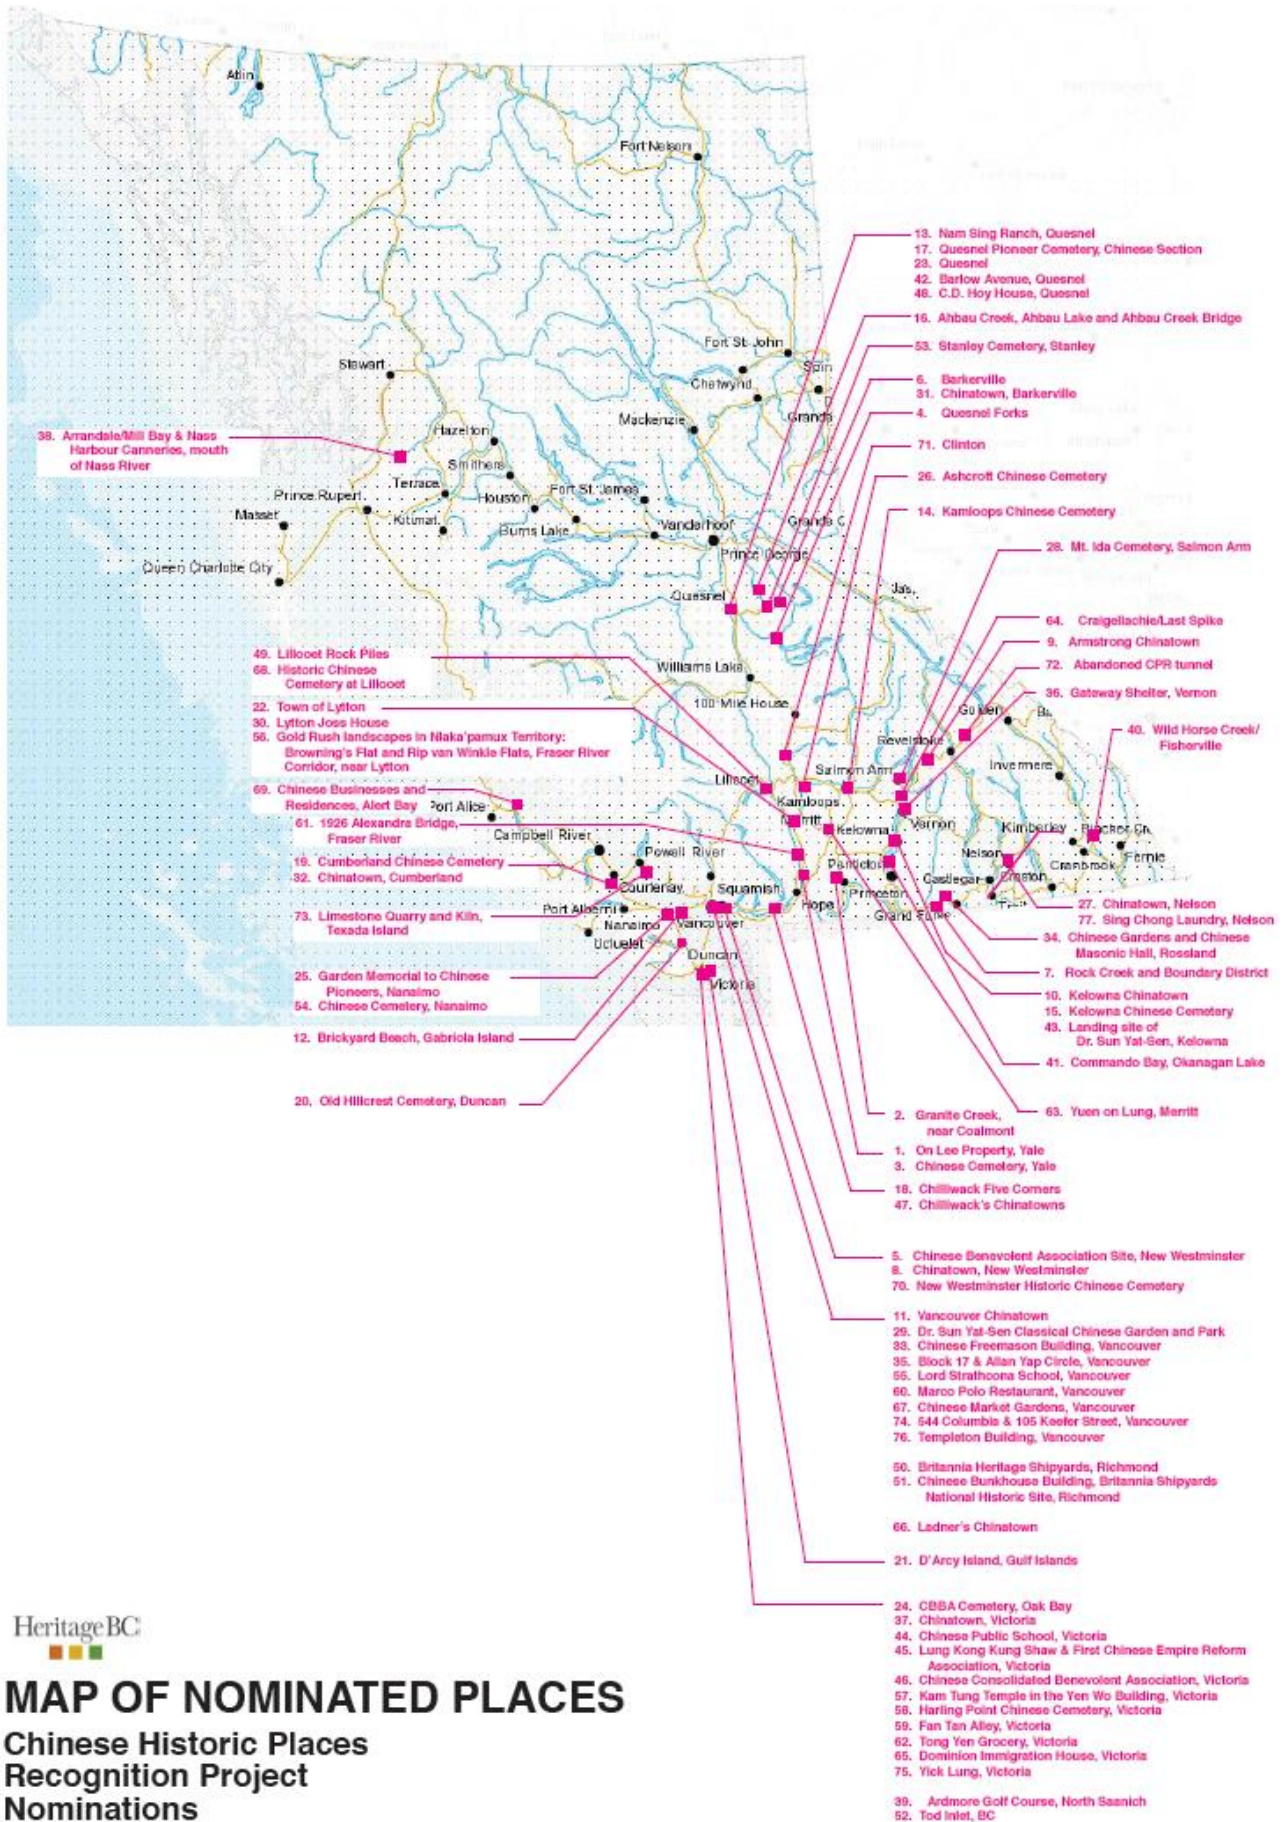 Atlin
Fort Nelson
13. Nam Sing Ranch, Quesnel
17. Quesnel Pioneer Cemetery, Chinese Section
23. Quesnel
42. Barlow Avenue, Quesnel
48. C.D. Hoy House, Quesnel
16. Ahbau Creek, Ahbau Lake and Ahbau Creek Bridge
53. Stanley Cemetery, Stanley
6. Barkerville
31. Chinatown, Barkerville
4. Quesnel Forks
71. Clinton
26. Ashcroft Chinese Cemetery
14. Kamloops Chinese Cemetery
28. Mt. Ida Cemetery, Salmon Arm
64. Craigellachie/Last Spike
9. Armstrong Chinatown
72. Abandoned CPR tunnel
36. Gateway Shelter, Vernon
40. Wild Horse Creek/
Fisherville
Fort St. John
Spiri
Chetwynd
Grande
Mackenzie
Stewart
Hazelton
Smithers
38. Arrandale/Mill Bay & Nass
Harbour Canneries, mouth
of Nass River
Terrace
Houston
Fort St. James
Prince Rupert
Masset
Kitimat
Burns Lake
Vanderhoof
Grande C
Prince George
Queen Charlotte City
Quesnel
Jas.
Williams Lake
100 Mile House
49. Lillooet Rock Piles
68. Historic Chinese
Cemetery at Lillooet
22. Town of Lytton
30. Lytton Joss House
56. Gold Rush landscapes in Nlaka'pamux Territory:
Browning's Flat and Rip van Winkle Flats, Fraser River
Corridor, near Lytton
69. Chinese Businesses and
Residences, Alert Bay
61. 1926 Alexandra Bridge,
Fraser River
19. Cumberland Chinese Cemetery
32. Chinatown, Cumberland
73. Limestone Quarry and Kiln,
Texada Island
25. Garden Memorial to Chinese
Pioneers, Nanaimo
54. Chinese Cemetery, Nanaimo
12. Brickyard Beach, Gabriola Island
20. Old Hillcrest Cemetery, Duncan
Golden
Ba
Revelstoke
Invermere
Salmon Arm
Lillooet
Kamloops
Merritt
Kelowna
Vernon
Port Alice
Campbell River
Powell River
Courtenay
Squamish
Port Alberni
Nanaimo
Vancouver
Ucluelet
Duncan
Victoria
Hope
Princeton
Penticton
Grand Forks
Castlegar
Nelson
Kimberley
Creston
Cranbrook
Fernie
Trail
27. Chinatown, Nelson
77. Sing Chong Laundry, Nelson
34. Chinese Gardens and Chinese
Masonic Hall, Rossland
7. Rock Creek and Boundary District
10. Kelowna Chinatown
15. Kelowna Chinese Cemetery
43. Landing site of
Dr. Sun Yat-Sen, Kelowna
41. Commando Bay, Okanagan Lake
63. Yuen on Lung, Merritt
2. Granite Creek,
near Coalmont
1. On Lee Property, Yale
3. Chinese Cemetery, Yale
18. Chilliwack Five Corners
47. Chilliwack's Chinatowns
5. Chinese Benevolent Association Site, New Westminster
8. Chinatown, New Westminster
70. New Westminster Historic Chinese Cemetery
11. Vancouver Chinatown
29. Dr. Sun Yat-Sen Classical Chinese Garden and Park
33. Chinese Freemason Building, Vancouver
35. Block 17 & Allan Yap Circle, Vancouver
55. Lord Strathcona School, Vancouver
60. Marco Polo Restaurant, Vancouver
67. Chinese Market Gardens, Vancouver
74. 544 Columbia & 105 Keefer Street, Vancouver
76. Templeton Building, Vancouver
50. Britannia Heritage Shipyards, Richmond
51. Chinese Bunkhouse Building, Britannia Shipyards
National Historic Site, Richmond
66. Ladner's Chinatown
21. D'Arcy Island, Gulf Islands
24. CBBA Cemetery, Oak Bay
37. Chinatown, Victoria
44. Chinese Public School, Victoria
45. Lung Kong Kung Shaw & First Chinese Empire Reform
Association, Victoria
46. Chinese Consolidated Benevolent Association, Victoria
57. Kam Tung Temple in the Yen Wo Building, Victoria
58. Harling Point Chinese Cemetery, Victoria
59. Fan Tan Alley, Victoria
62. Tong Yen Grocery, Victoria
65. Dominion Immigration House, Victoria
75. Yick Lung, Victoria
39. Ardmore Golf Course, North Saanich
52. Tod Inlet, BC
Heritage BC
MAP OF NOMINATED PLACES
Chinese Historic Places
Recognition Project
Nominations